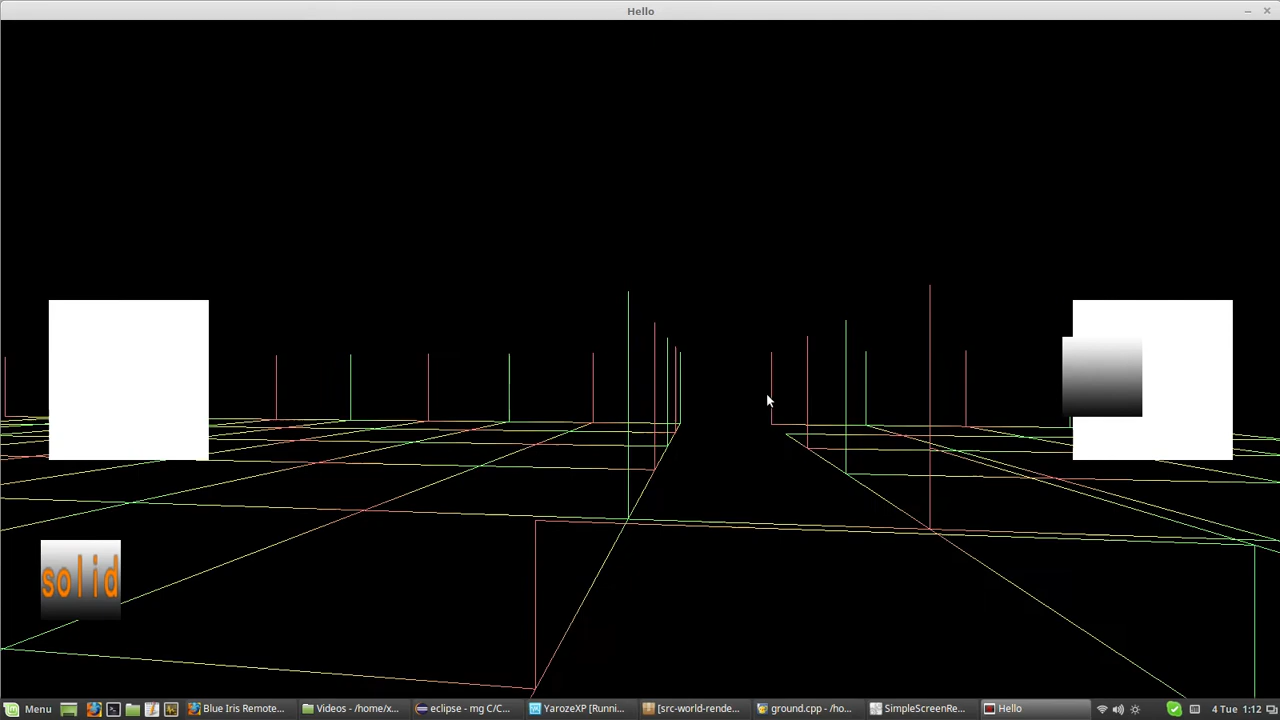 Hello
solid
Menu
Blue Iris Remote...
Videos - /home/x...
eclipse - mg C/C...
YarozeXP [Runni...
[src-world-rende...
ground.cpp - /ho...
SimpleScreenRe...
Hello
4 Tue 1:12